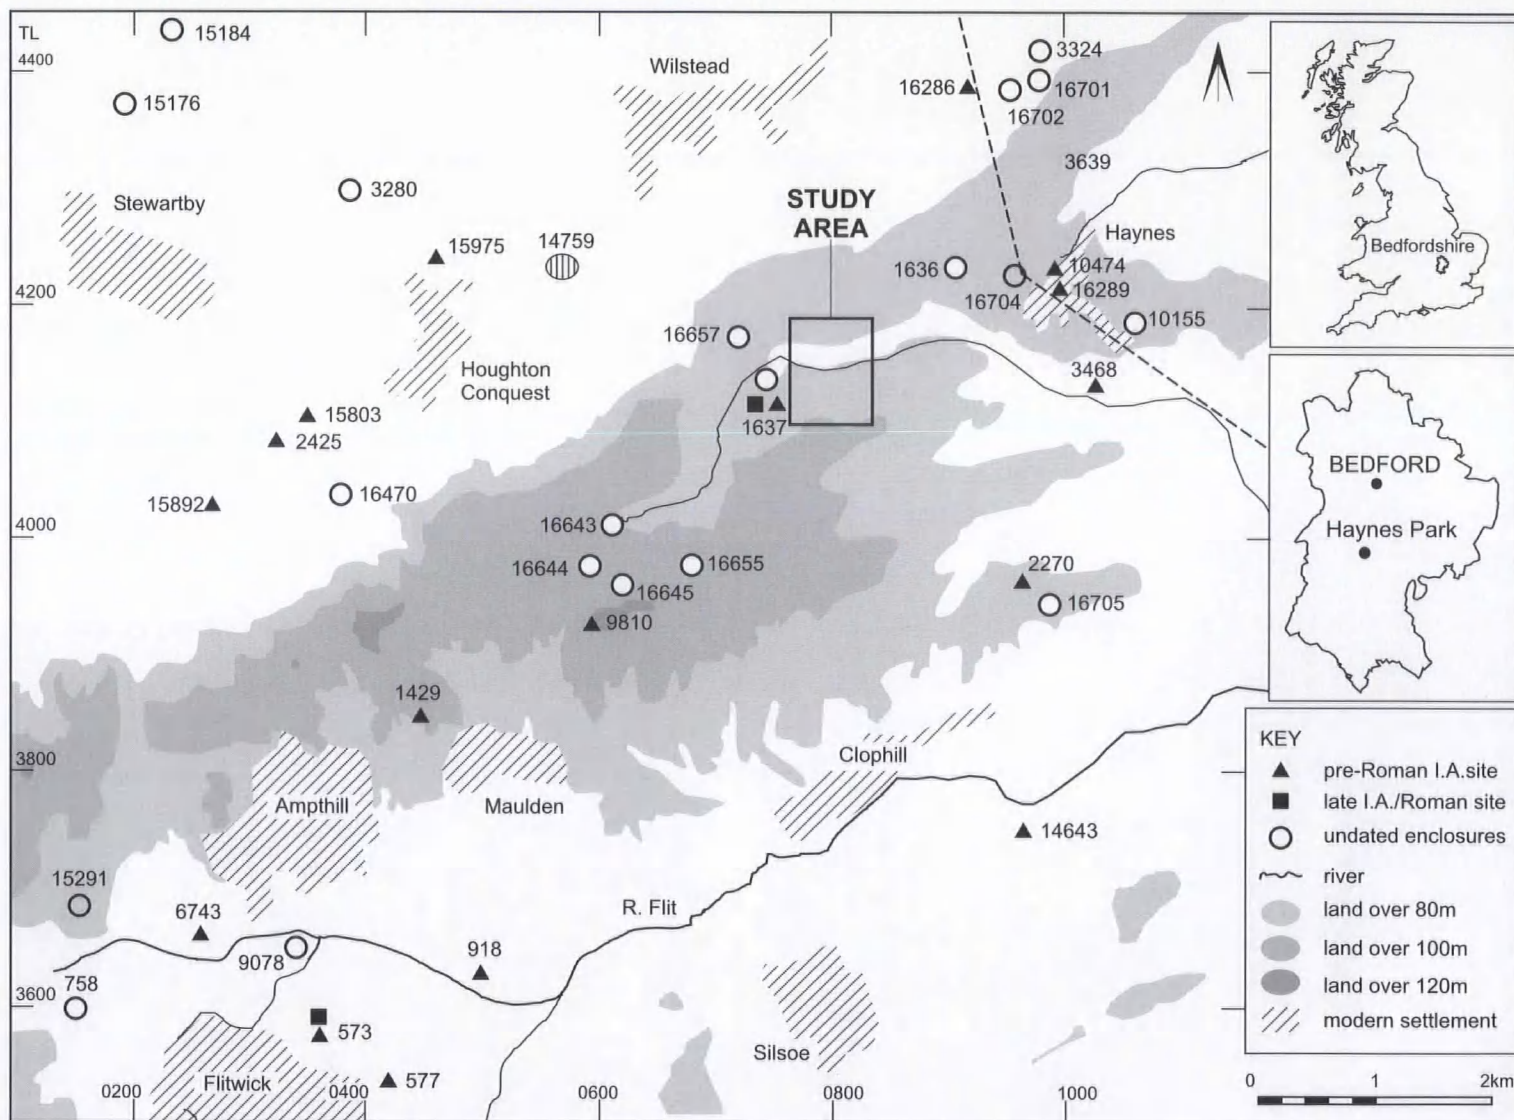 TL
4400
15184
15176
Wilstead
16286
3324
16701
16702
3639
Stewartby
3280
STUDY
AREA
15975
14759
Haynes
1636
10474
16289
16704
10155
4200
16657
Houghton
Conquest
3468
15803
2425
1637
15892
16470
4000
16643
16644
16655
16645
2270
16705
9810
1429
3800
Clophill
Ampthill
Maulden
14643
15291
6743
R. Flit
918
9078
758
3600
573
Silsoe
Flitwick
577
0200
0400
0600
0800
1000
Bedfordshire
BEDFORD
Haynes Park
KEY
pre-Roman I.A.site
late I.A./Roman site
undated enclosures
river
land over 80m
land over 100m
land over 120m
modern settlement
0 1 2km